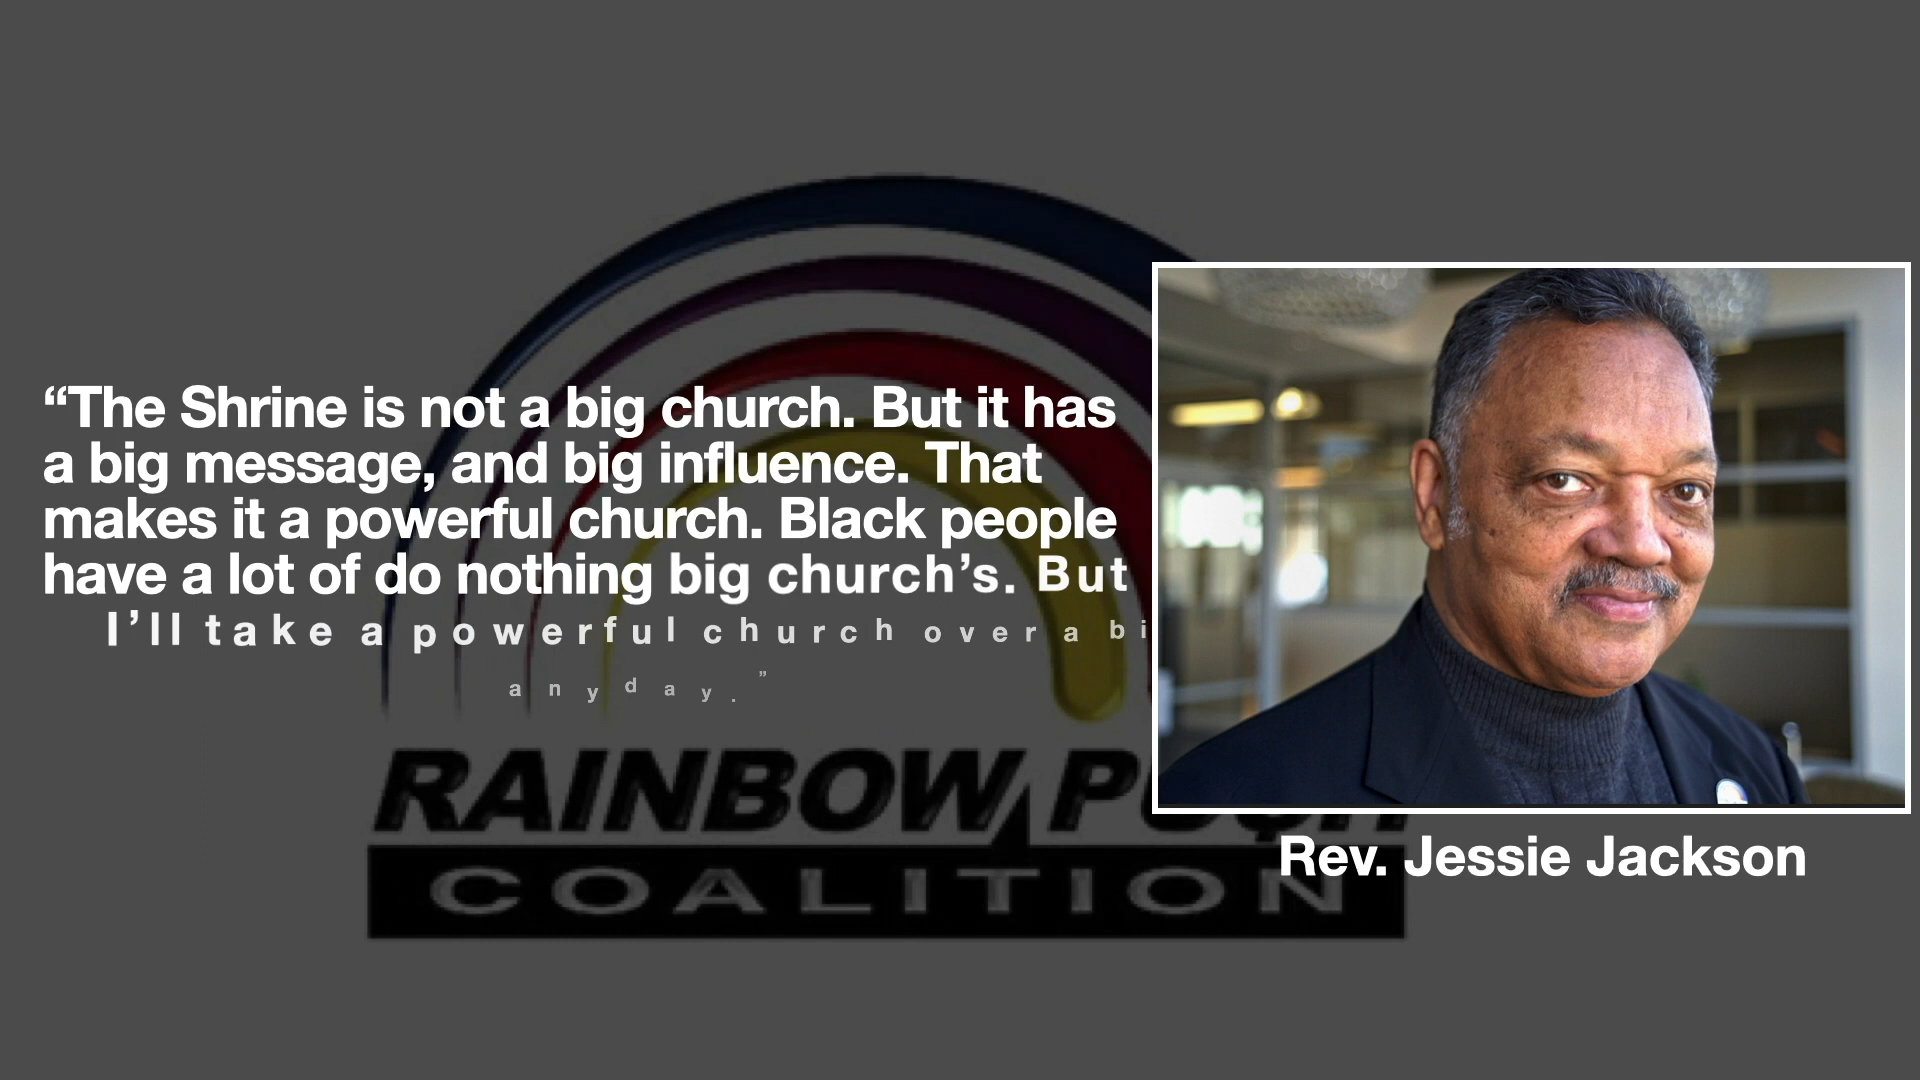 “The Shrine is not a big church. But it has
a big message, and big influence. That
makes it a powerful church. Black people
have a lot of do nothing big church’s. But
I’ll take a powerful church over a bi
anyday.”
RAINBOW
COALITION
Rev. Jessie Jackson